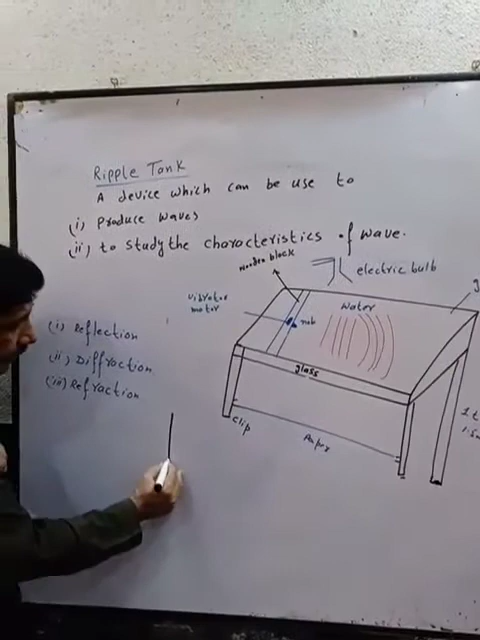 Ripple Tank
A device which can be use to
(i) Produce waves
(ii) to study the characteristics of wave.
wooden block
electric bulb
vibrator
motor
water
nob
(i) Reflection
(ii) Diffraction
(iii) Refraction
glass
clip
Paper